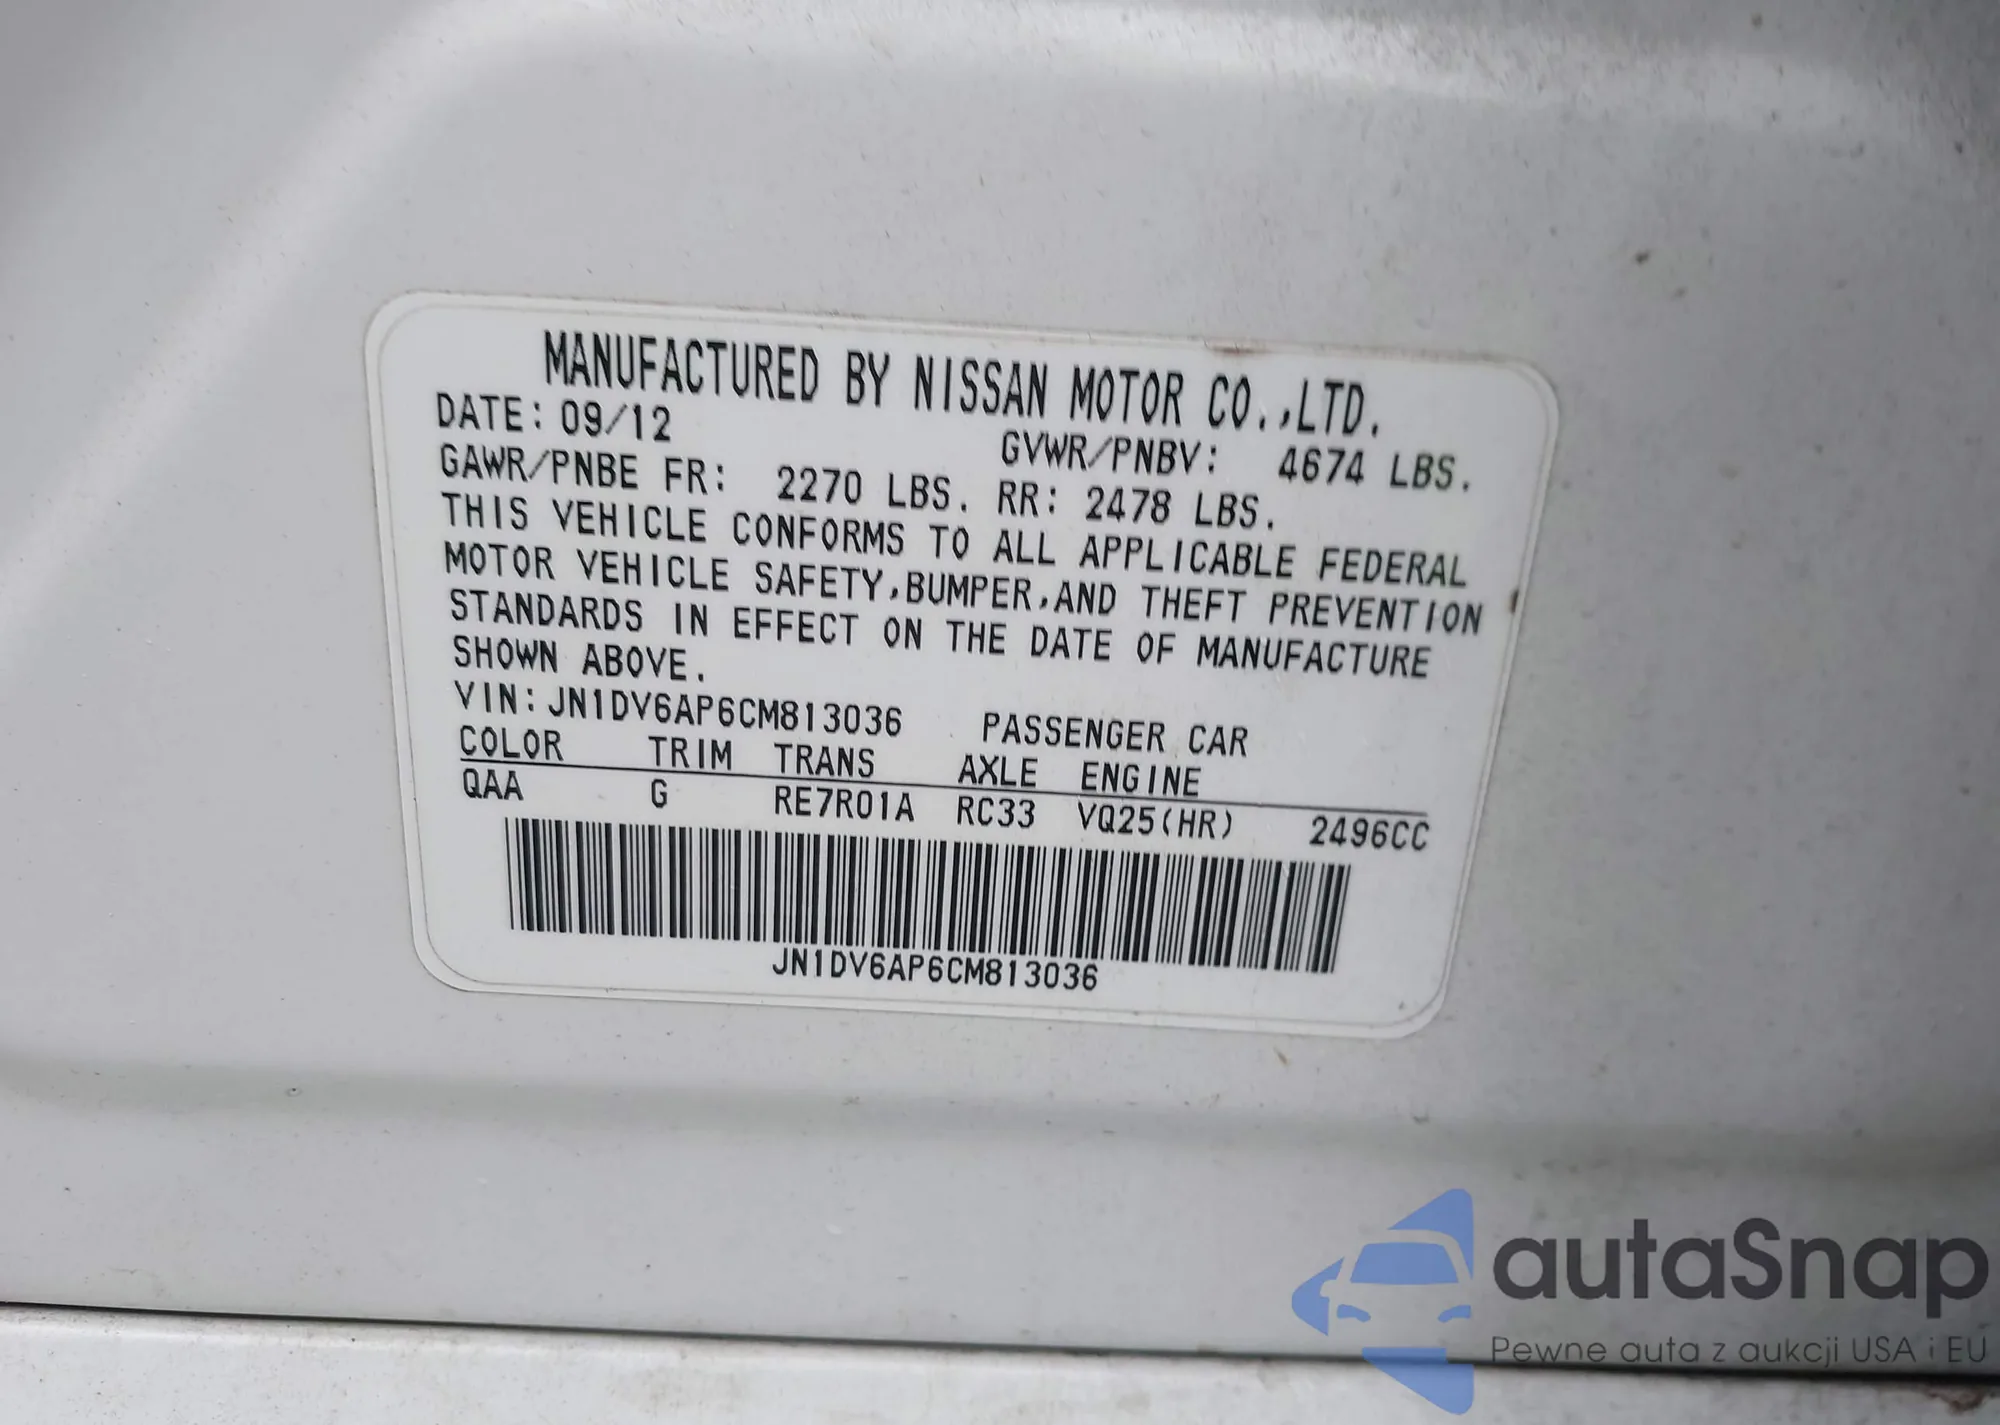 MANUFACTURED BY NISSAN MOTOR CO.,LTD.
DATE: 09/12 GVWR/PNBV: 4674 LBS.
GAWR/PNBE FR: 2270 LBS. RR: 2478 LBS.
THIS VEHICLE CONFORMS TO ALL APPLICABLE FEDERAL
MOTOR VEHICLE SAFETY,BUMPER,AND THEFT PREVENTION
STANDARDS IN EFFECT ON THE DATE OF MANUFACTURE
SHOWN ABOVE.
VIN:JN1DV6AP6CM813036 PASSENGER CAR
COLOR TRIM TRANS AXLE ENGINE
QAA G RE7R01A RC33 VQ25(HR) 2496CC
JN1DV6AP6CM813036
autaSnap
Pewne auta z aukcji USA i EU